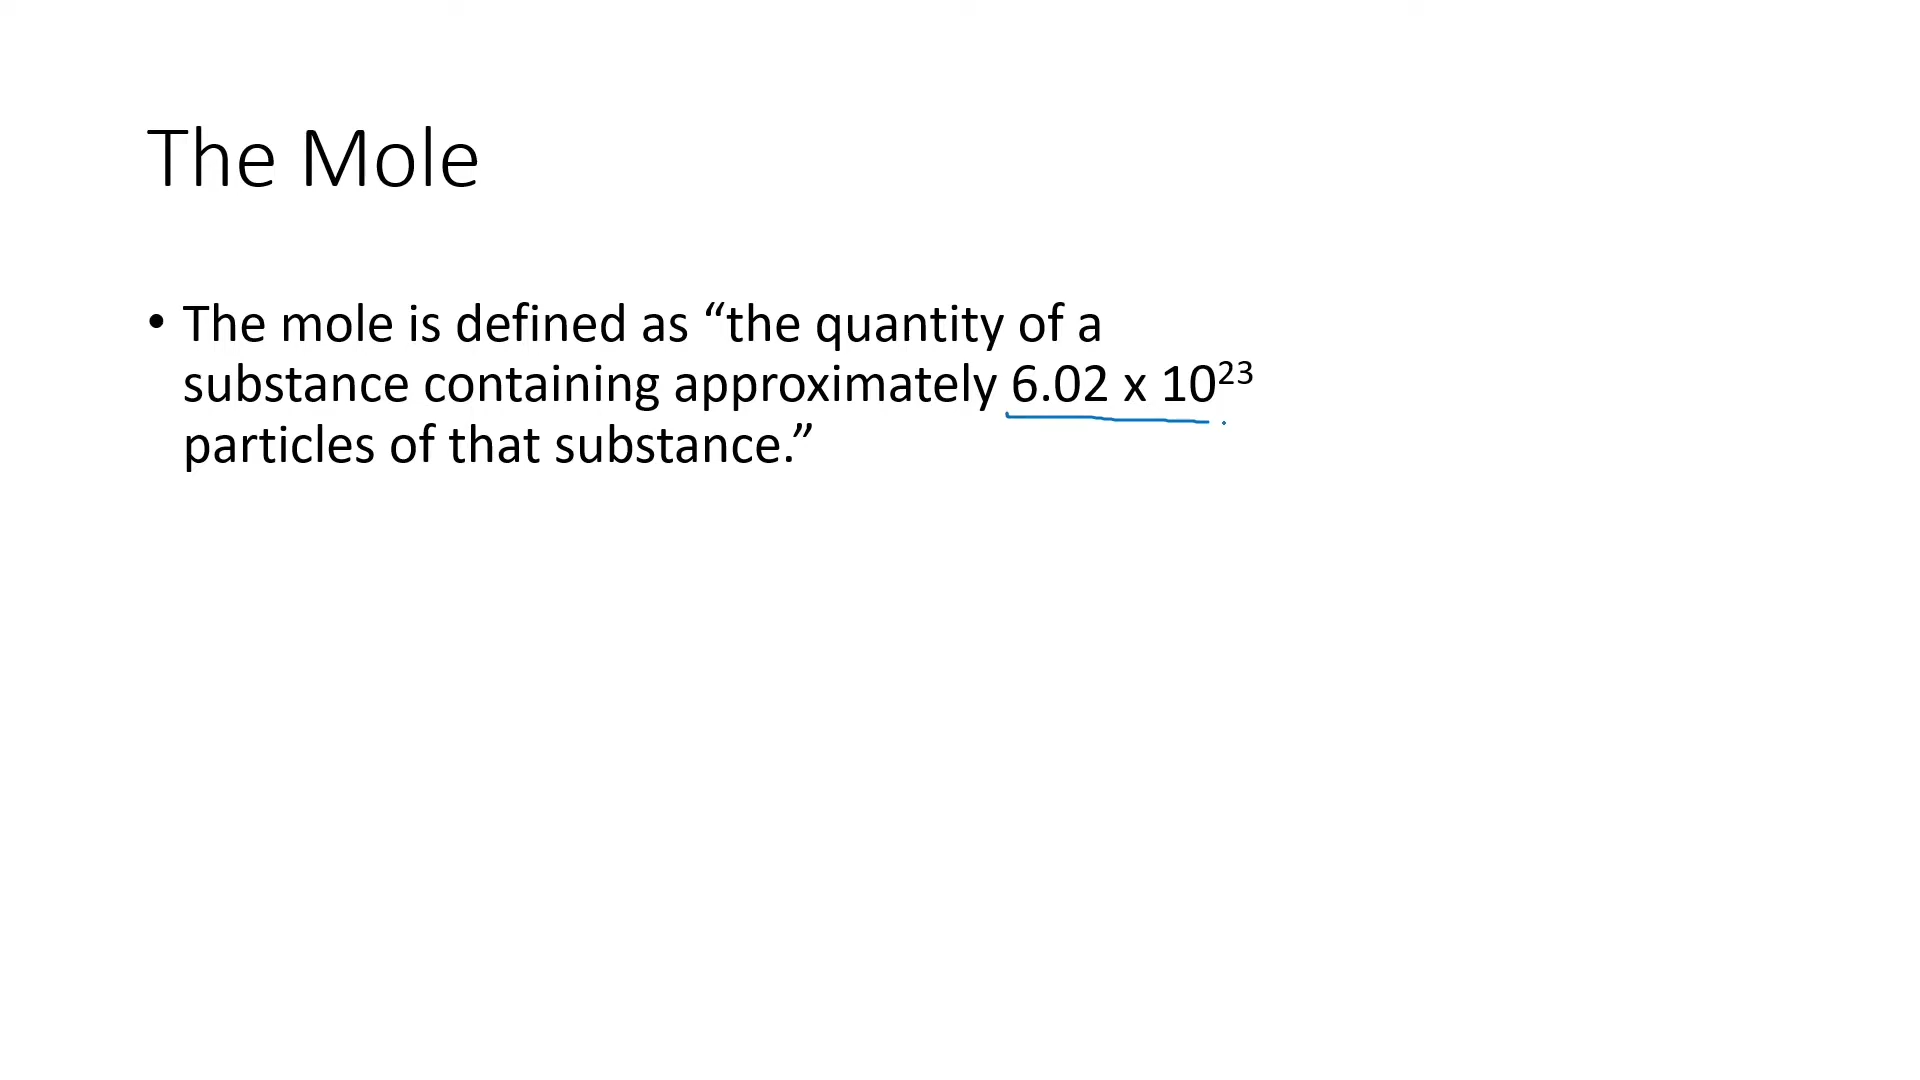 The Mole
• The mole is defined as “the quantity of a
substance containing approximately 6.02 x 10²³
particles of that substance.”